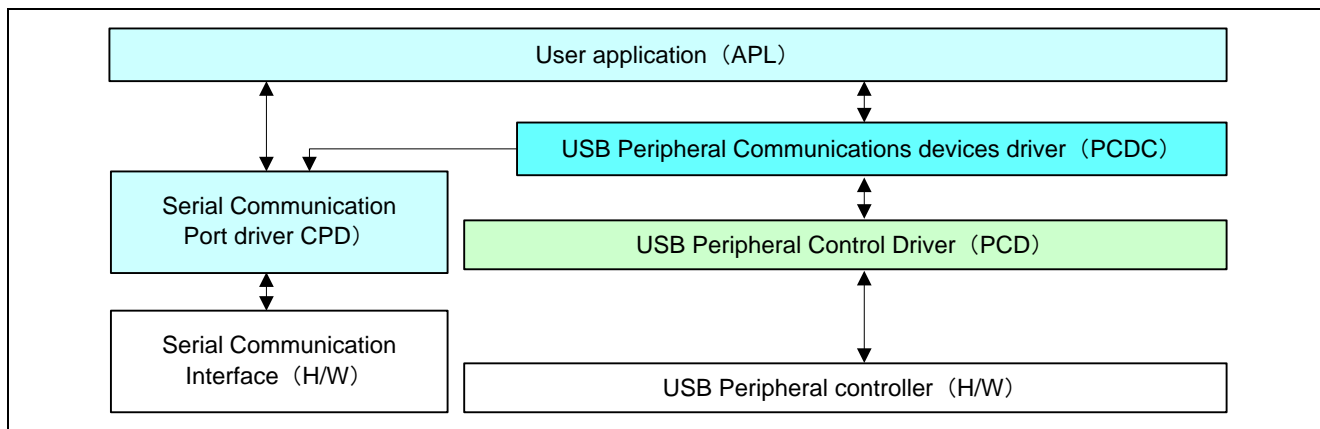 User application（APL）
USB Peripheral Communications devices driver（PCDC）
Serial Communication
Port driver CPD）
USB Peripheral Control Driver（PCD）
Serial Communication
Interface（H/W）
USB Peripheral controller（H/W）